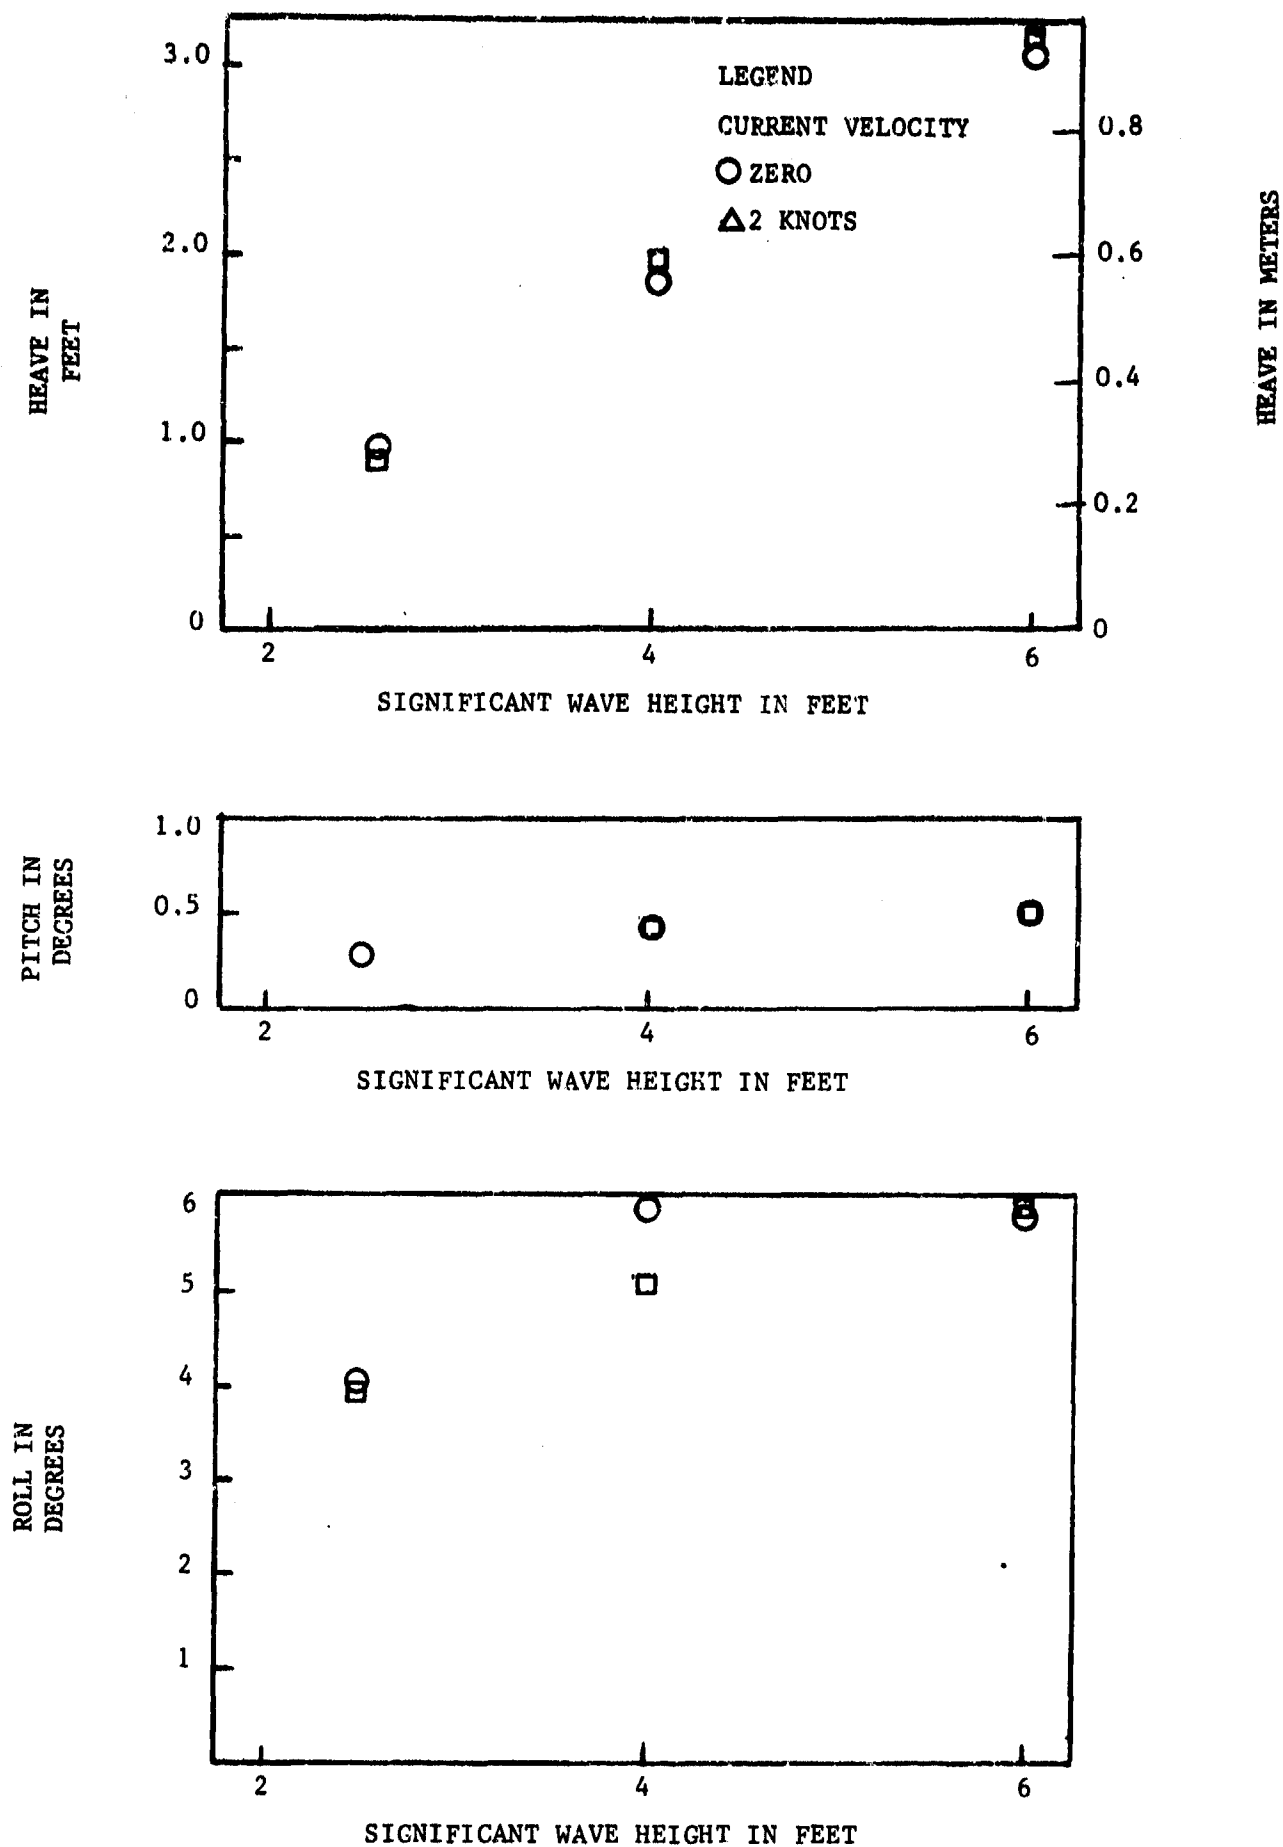 3.0
2.0
1.0
0
HEAVE IN
FEET
LEGEND
CURRENT VELOCITY
ZERO
2 KNOTS
0.8
0.6
0.4
0.2
0
HEAVE IN METERS
2 4 6
SIGNIFICANT WAVE HEIGHT IN FEET
1.0
0.5
0
PITCH IN
DEGREES
2 4 6
SIGNIFICANT WAVE HEIGHT IN FEET
6
5
4
3
2
1
ROLL IN
DEGREES
2 4 6
SIGNIFICANT WAVE HEIGHT IN FEET